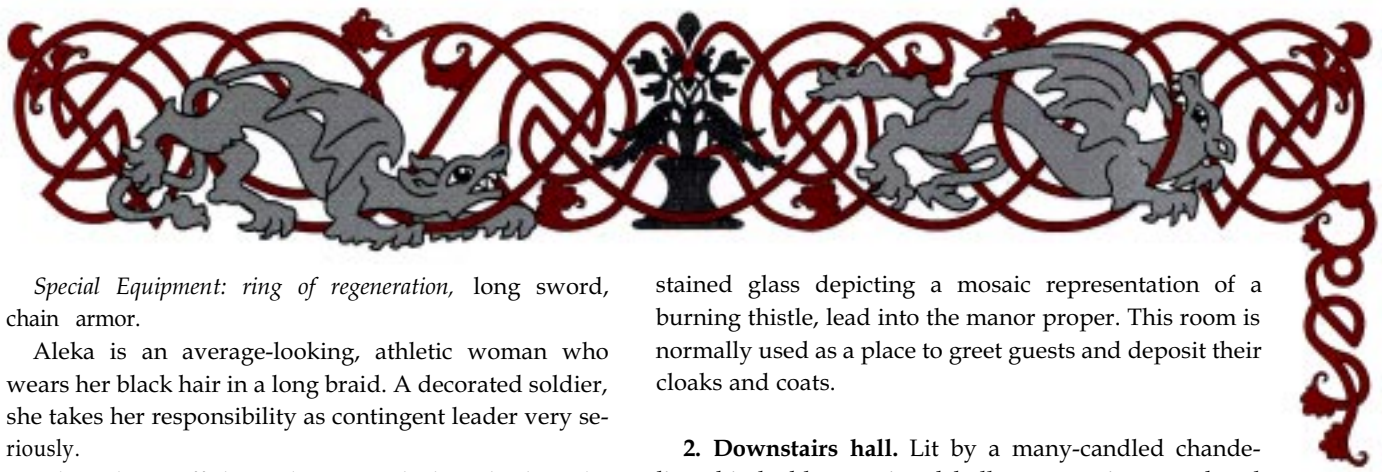 Special Equipment: ring of regeneration, long sword,
chain armor.
Aleka is an average-looking, athletic woman who
wears her black hair in a long braid. A decorated soldier,
she takes her responsibility as contingent leader very se-
riously.
stained glass depicting a mosaic representation of a
burning thistle, lead into the manor proper. This room is
normally used as a place to greet guests and deposit their
cloaks and coats.
2. Downstairs hall. Lit by a many-candled chande-